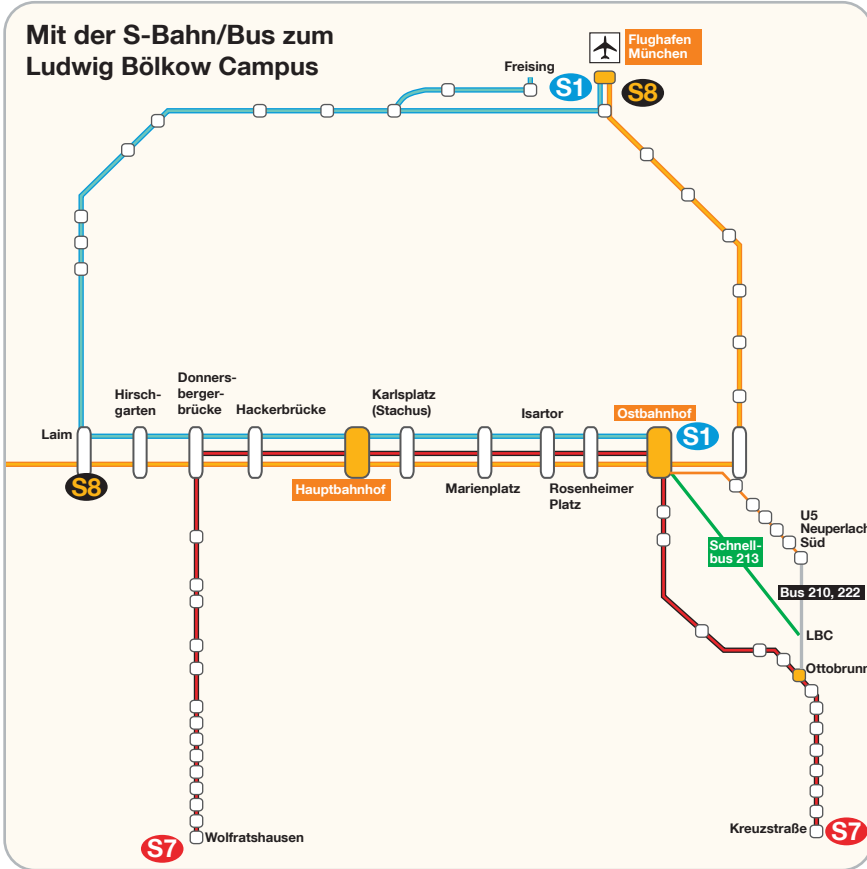 Mit der S-Bahn/Bus zum
Ludwig Bölkow Campus
Flughafen
München
Freising
S1
S8
Donners-
berger-
brücke
Hirsch-
garten
Hackerbrücke
Karlsplatz
(Stachus)
Isartor
Ostbahnhof
S1
Laim
S8
Hauptbahnhof
Marienplatz
Rosenheimer
Platz
U5
Neuperlach
Süd
Schnell-
bus 213
Bus 210, 222
LBC
Ottobrunn
Kreuzstraße
S7
Wolfratshausen
S7